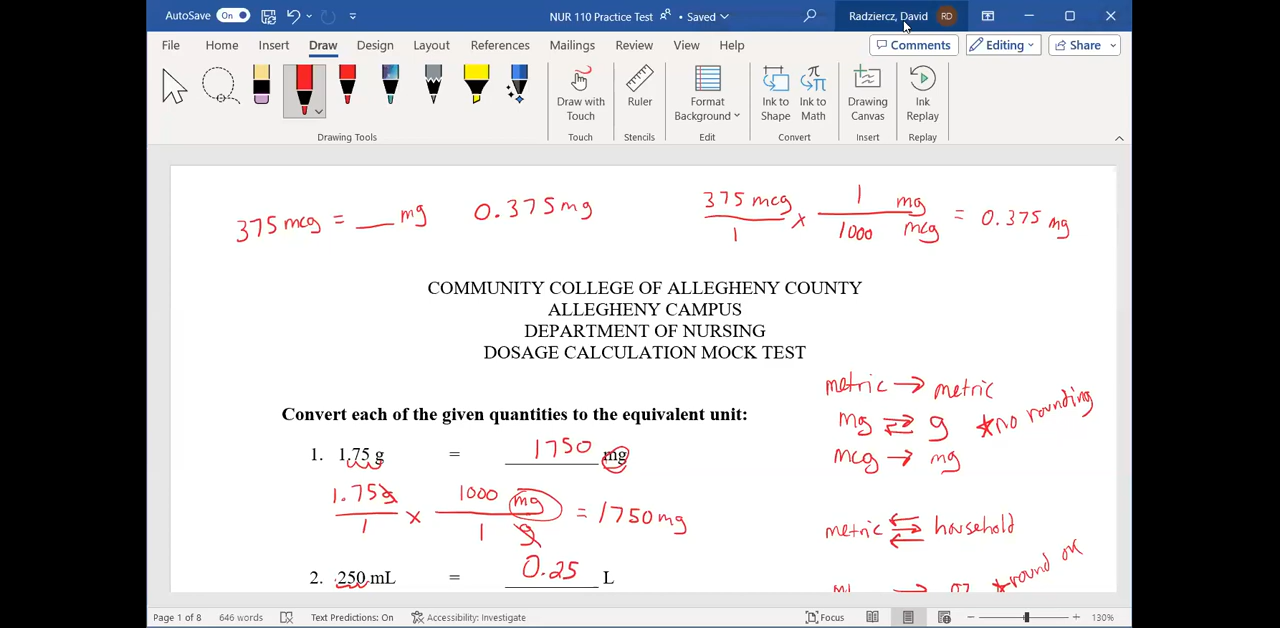 AutoSave On NUR 110 Practice Test • Saved Radziercz, David RD
File Home Insert Draw Design Layout References Mailings Review View Help Comments Editing Share
Draw with Touch Ruler Format Background Ink to Shape Ink to Math Drawing Canvas Ink Replay
Drawing Tools Touch Stencils Edit Convert Insert Replay
375 mcg = ___ mg 0.375 mg 375 mcg / 1 x 1 mg / 1000 mcg = 0.375 mg
COMMUNITY COLLEGE OF ALLEGHENY COUNTY
ALLEGHENY CAMPUS
DEPARTMENT OF NURSING
DOSAGE CALCULATION MOCK TEST
metric → metric
Convert each of the given quantities to the equivalent unit:
mg ⇄ g *no rounding
1. 1.75 g = 1750 mg
mcg → mg
1.75g / 1 x 1000 mg / 1 g = 1750 mg
metric ⇄ household
2. 250 mL = 0.25 L
*round on
Page 1 of 8 646 words Text Predictions: On Accessibility: Investigate Focus 130%